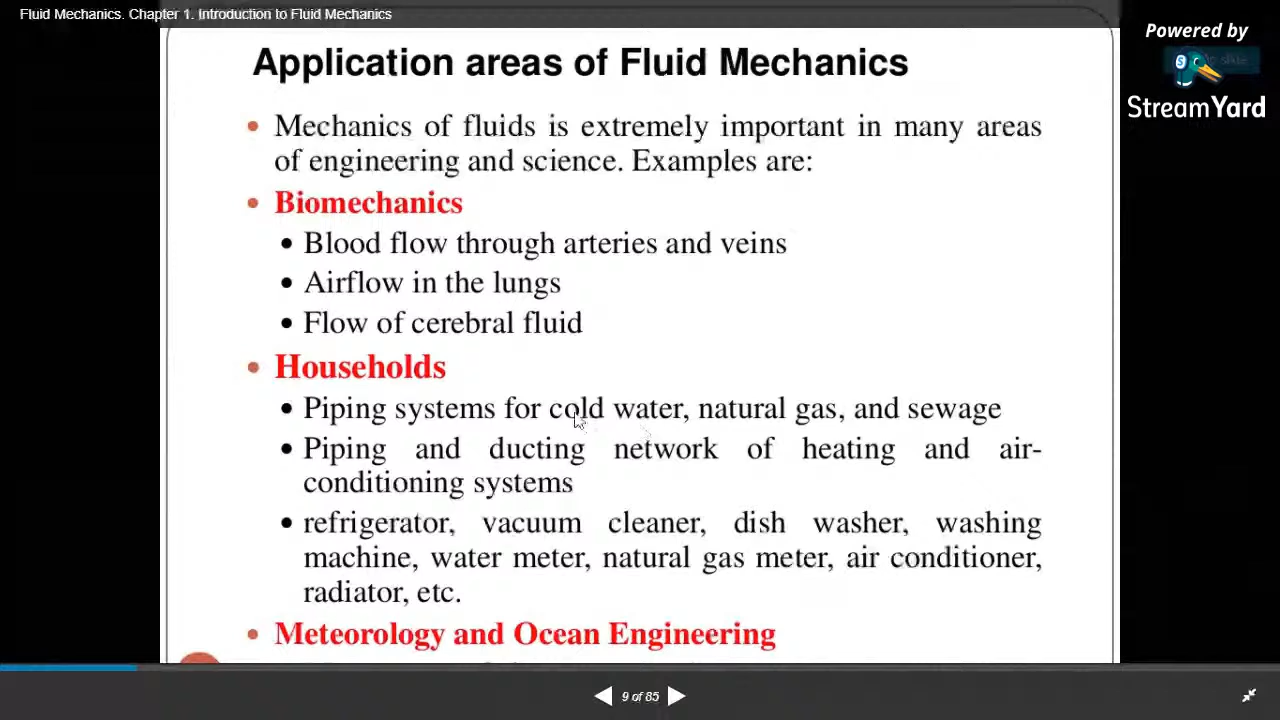 Fluid Mechanics. Chapter 1. Introduction to Fluid Mechanics
Powered by
StreamYard
Application areas of Fluid Mechanics
• Mechanics of fluids is extremely important in many areas
of engineering and science. Examples are:
• Biomechanics
• Blood flow through arteries and veins
• Airflow in the lungs
• Flow of cerebral fluid
• Households
• Piping systems for cold water, natural gas, and sewage
• Piping and ducting network of heating and air-
conditioning systems
• refrigerator, vacuum cleaner, dish washer, washing
machine, water meter, natural gas meter, air conditioner,
radiator, etc.
• Meteorology and Ocean Engineering
9 of 85